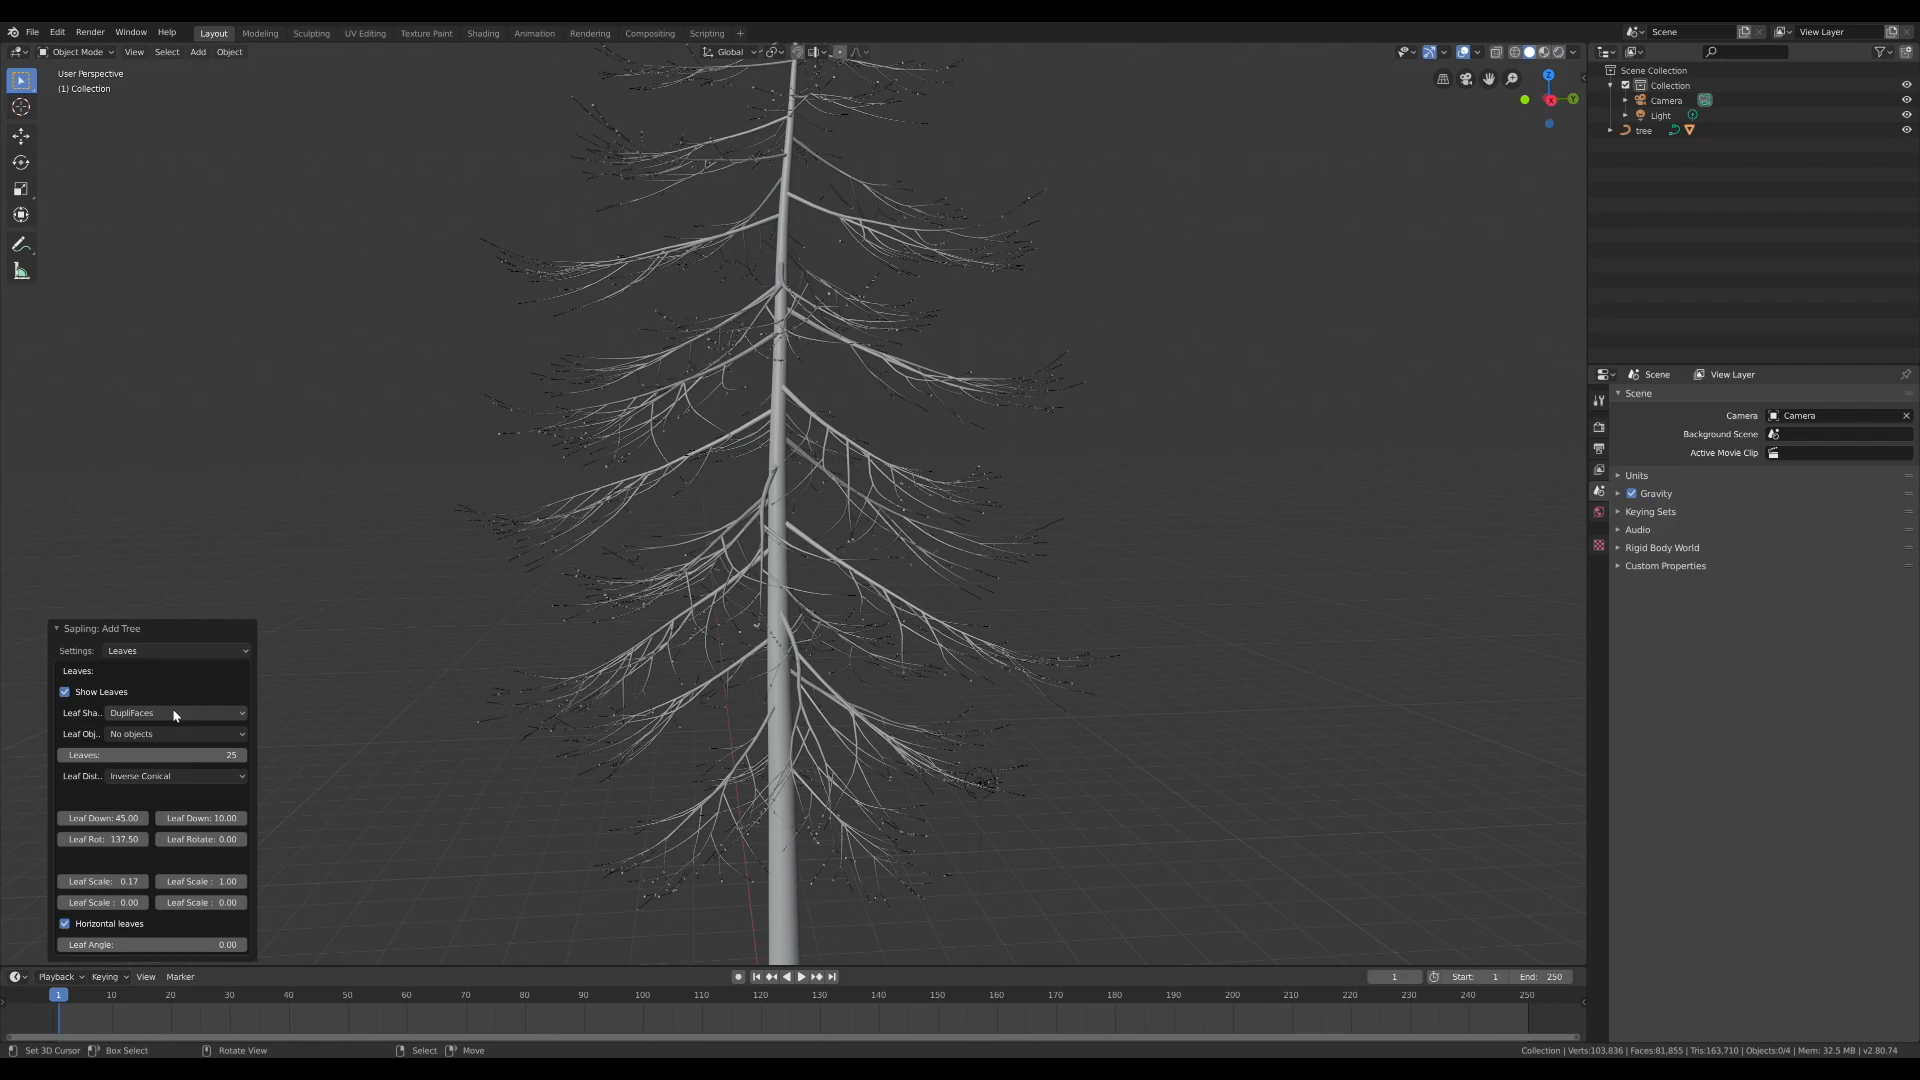 File Edit Render Window Help Layout Modeling Sculpting UV Editing Texture Paint Shading Animation Rendering Compositing Scripting + Scene View Layer
Object Mode View Select Add Object Global
User Perspective
(1) Collection
Z
X
Y
Scene Collection
Collection
Camera
Light
tree
Scene View Layer
Scene
Camera Camera
Background Scene
Active Movie Clip
Units
Gravity
Keying Sets
Audio
Rigid Body World
Custom Properties
Sapling: Add Tree
Settings: Leaves
Leaves:
Show Leaves
Leaf Sha.. DupliFaces
Leaf Obj.. No objects
Leaves: 25
Leaf Dist.. Inverse Conical
Leaf Down: 45.00 Leaf Down: 10.00
Leaf Rot: 137.50 Leaf Rotate: 0.00
Leaf Scale: 0.17 Leaf Scale : 1.00
Leaf Scale : 0.00 Leaf Scale : 0.00
Horizontal leaves
Leaf Angle: 0.00
Playback Keying View Marker 1 Start: 1 End: 250
1 10 20 30 40 50 60 70 80 90 100 110 120 130 140 150 160 170 180 190 200 210 220 230 240 250
Set 3D Cursor Box Select Rotate View Select Move Collection | Verts:103,836 | Faces:81,855 | Tris:163,710 | Objects:0/4 | Mem: 32.5 MB | v2.80.74